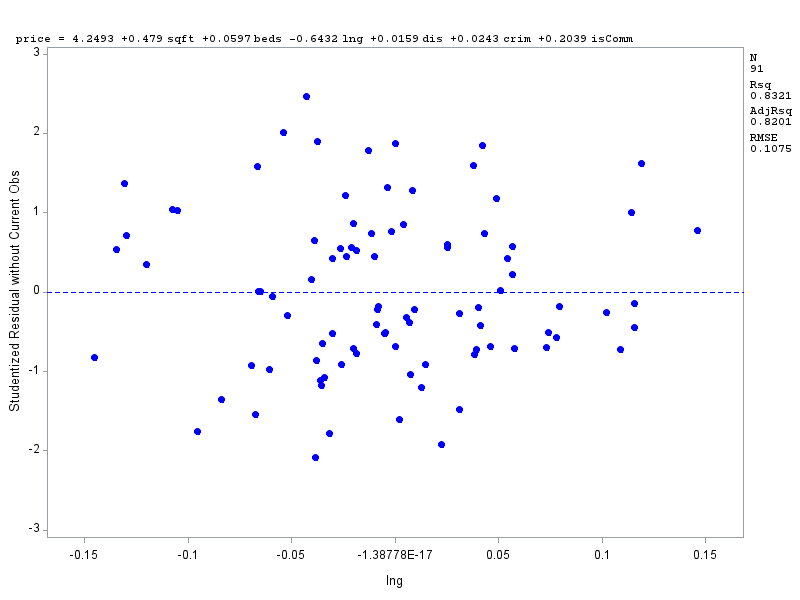 price = 4.2493 +0.479 sqft +0.0597 beds -0.6432 lng +0.0159 dis +0.0243 crim +0.2039 isComm
N
91
Rsq
0.8321
AdjRsq
0.8201
RMSE
0.1075
3
2
1
0
-1
-2
-3
Studentized Residual without Current Obs
-0.15 -0.1 -0.05 -1.38778E-17 0.05 0.1 0.15
lng